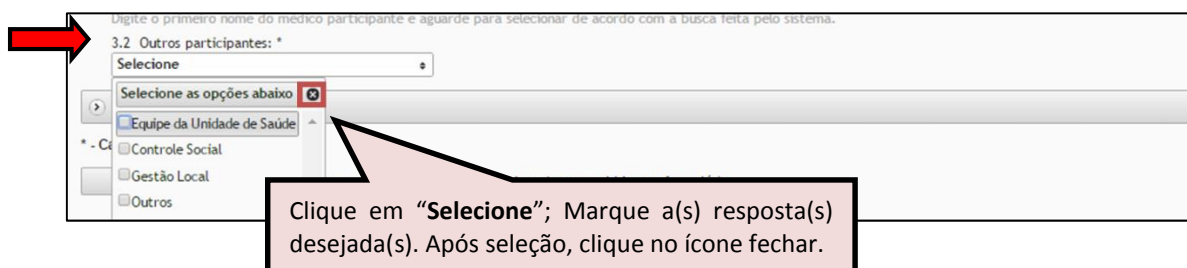 Digite o primeiro nome do médico participante e aguarde para selecionar de acordo com a busca feita pelo sistema.
3.2 Outros participantes: *
Selecione
Selecione as opções abaixo
Equipe da Unidade de Saúde
* - Ca
Controle Social
Gestão Local
Outros
Clique em “Selecione”; Marque a(s) resposta(s)
desejada(s). Após seleção, clique no ícone fechar.